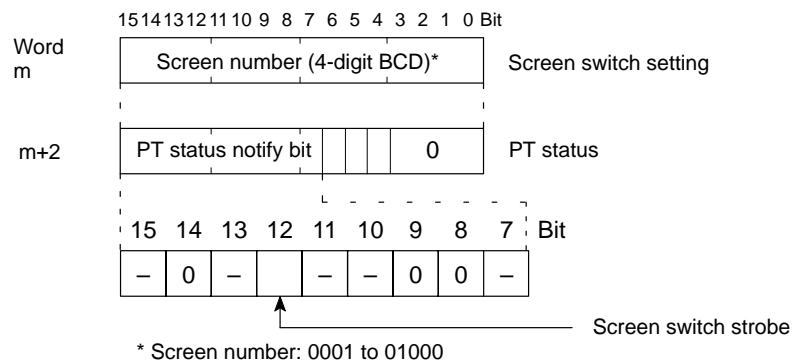 15 14 13 12 11 10 9 8 7 6 5 4 3 2 1 0 Bit
Word
m
Screen number (4-digit BCD)*
Screen switch setting
m+2
PT status notify bit
0
PT status
15 14 13 12 11 10 9 8 7 Bit
– 0 – – – 0 0 –
Screen switch strobe
* Screen number: 0001 to 01000